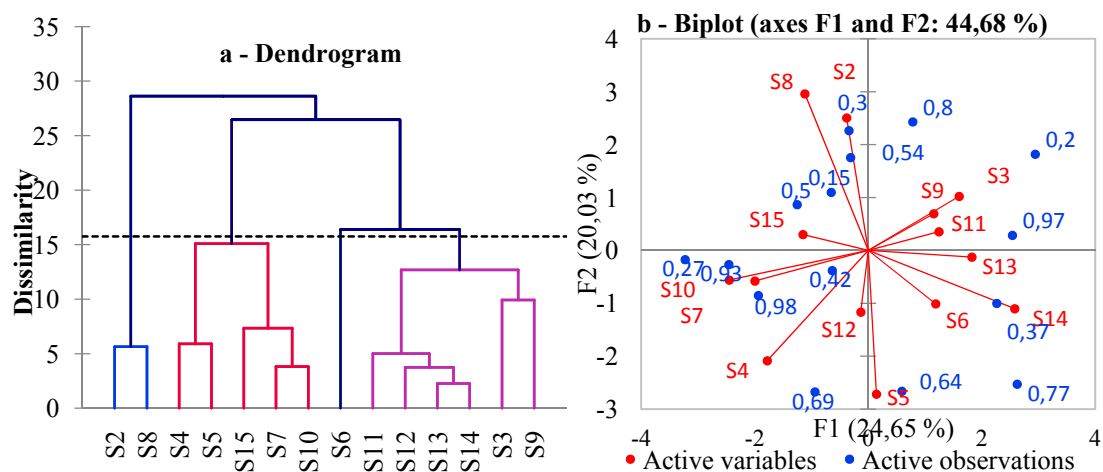 a - Dendrogram
Dissimilarity
35
30
25
20
15
10
5
0
S2
S8
S4
S5
S15
S7
S10
S6
S11
S12
S13
S14
S3
S9
b - Biplot (axes F1 and F2: 44,68 %)
F2 (20,03 %)
4
3
2
1
0
-1
-2
-3
S8
S2
0,3
0,8
0,54
0,2
0,15
0,5
S9
S3
S15
S11
0,97
0,27
0,93
0,42
S13
S10
0,98
S7
S12
S6
S14
0,37
S4
0,69
S5
0,64
0,77
-4
-2
0
2
4
F1 (24,65 %)
Active variables
Active observations